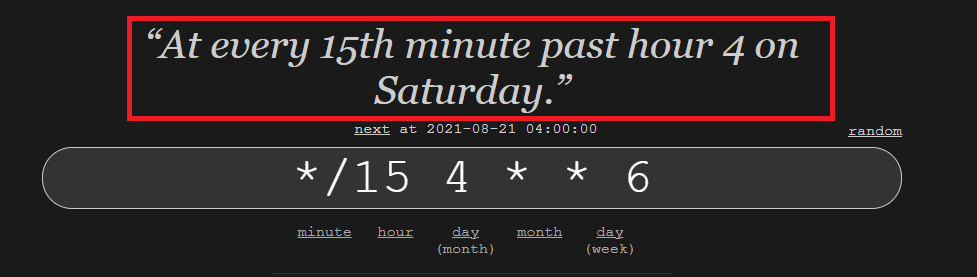 “At every 15th minute past hour 4 on
Saturday.”
next at 2021-08-21 04:00:00
random
*/15 4 * * 6
minute hour day month day
(month) (week)